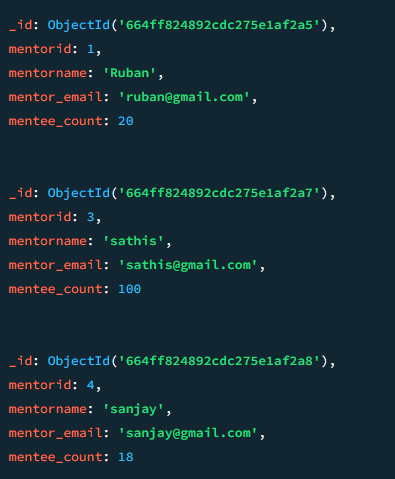 _id: ObjectId('664ff824892cdc275e1af2a5'),
mentorid: 1,
mentorname: 'Ruban',
mentor_email: 'ruban@gmail.com',
mentee_count: 20
_id: ObjectId('664ff824892cdc275e1af2a7'),
mentorid: 3,
mentorname: 'sathis',
mentor_email: 'sathis@gmail.com',
mentee_count: 100
_id: ObjectId('664ff824892cdc275e1af2a8'),
mentorid: 4,
mentorname: 'sanjay',
mentor_email: 'sanjay@gmail.com',
mentee_count: 18